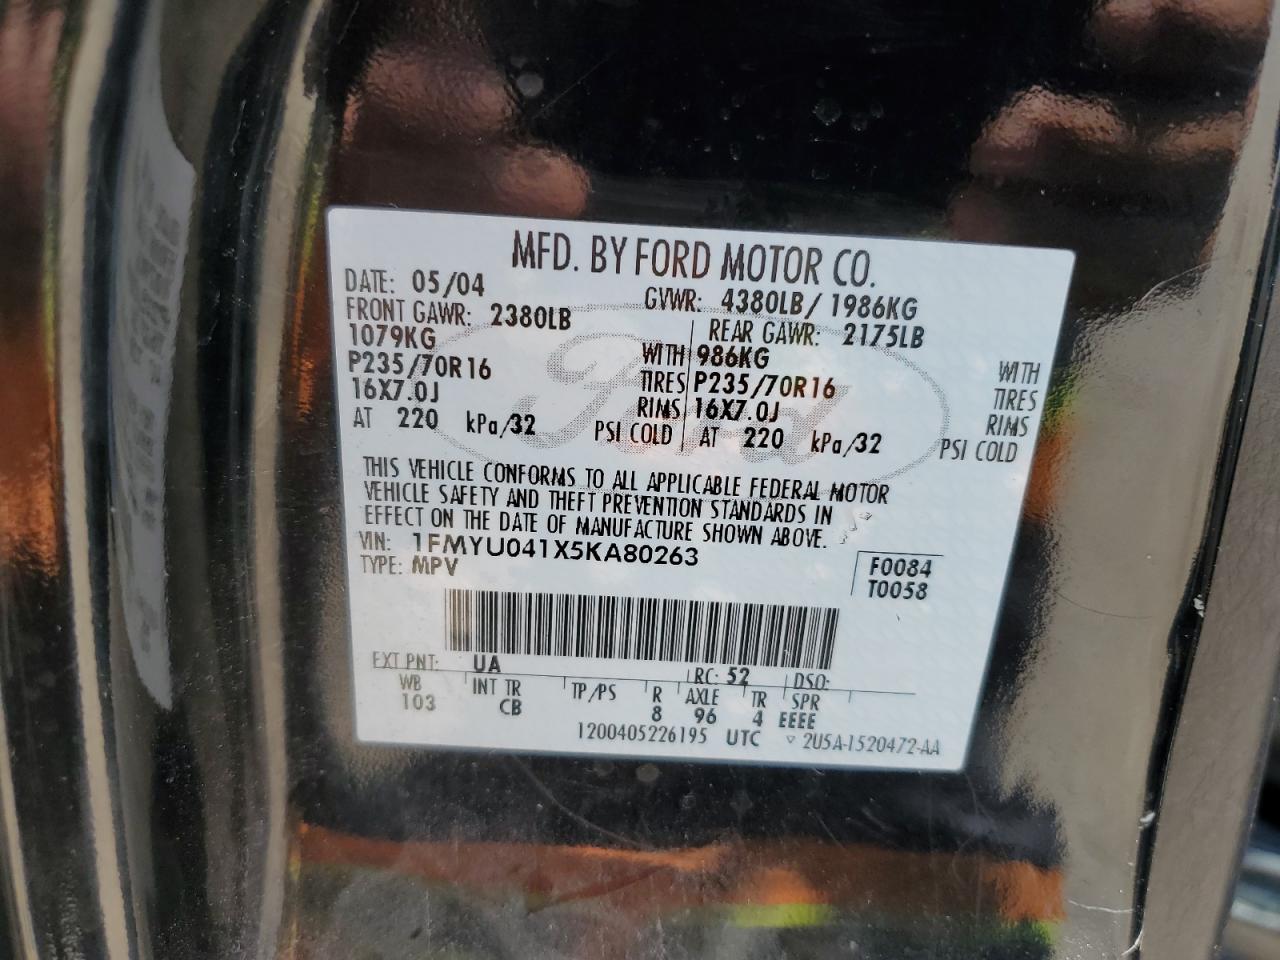 MFD. BY FORD MOTOR CO.
DATE: 05/04 GVWR: 4380LB/ 1986KG
FRONT GAWR: 2380LB REAR GAWR: 2175LB
1079KG WITH 986KG WITH
P235/70R16 TIRES P235/70R16 TIRES
16X7.0J RIMS 16X7.0J RIMS
AT 220 kPa/32 PSI COLD AT 220 kPa/32 PSI COLD
Ford
THIS VEHICLE CONFORMS TO ALL APPLICABLE FEDERAL MOTOR
VEHICLE SAFETY AND THEFT PREVENTION STANDARDS IN
EFFECT ON THE DATE OF MANUFACTURE SHOWN ABOVE.
VIN: 1FMYU041X5KA80263 F0084
TYPE: MPV T0058
EXT PNT: UA RC: 52 DSO:
WB INT TR TP/PS R AXLE TR SPR
103 CB 8 96 4 EEEE
1200405226195 UTC ▽ 2U5A-1520472-AA